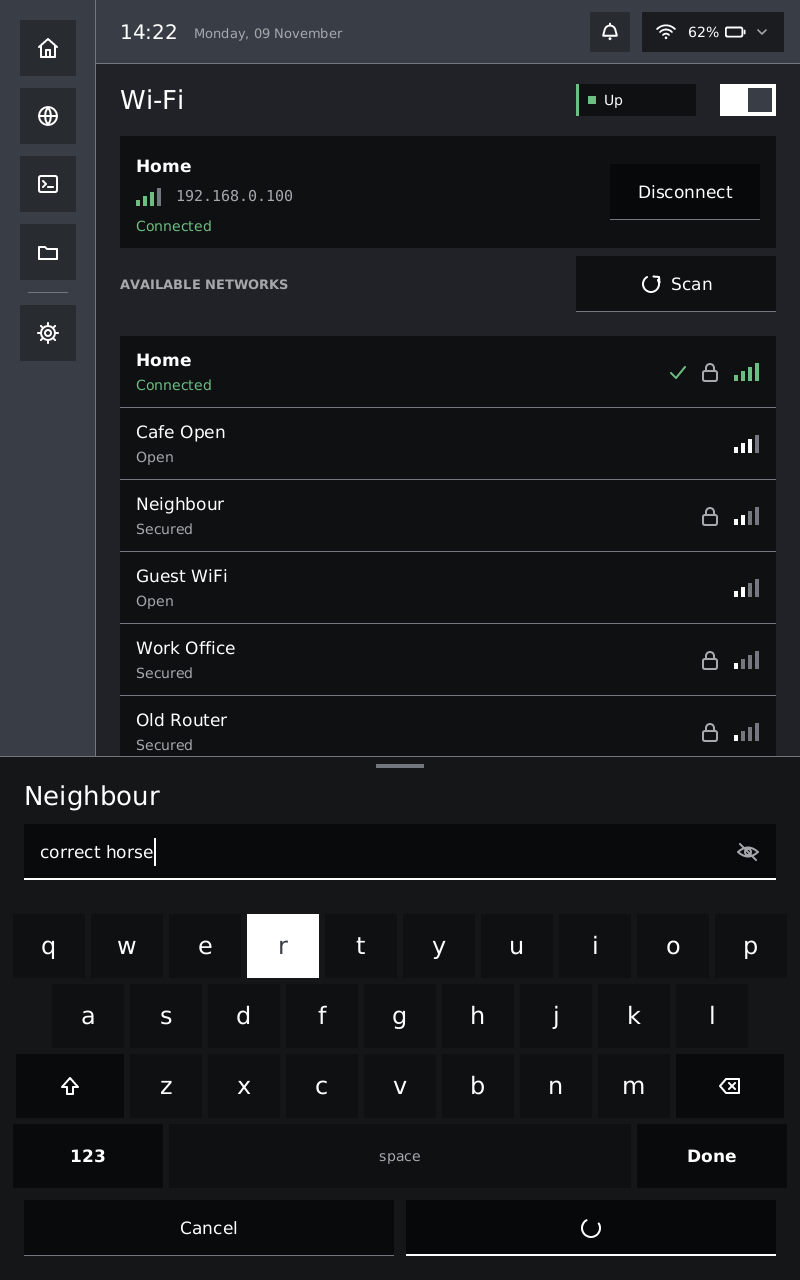 14:22 Monday, 09 November
62%
Wi-Fi
Up
Home
192.168.0.100
Connected
Disconnect
AVAILABLE NETWORKS
Scan
Home
Connected
Cafe Open
Open
Neighbour
Secured
Guest WiFi
Open
Work Office
Secured
Old Router
Secured
Neighbour
correct horse
q w e r t y u i o p
a s d f g h j k l
z x c v b n m
123 space Done
Cancel